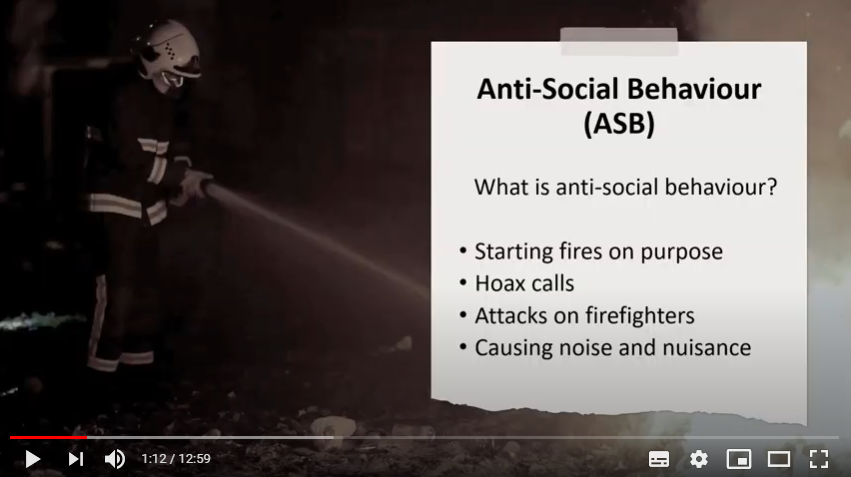 Anti-Social Behaviour
(ASB)
What is anti-social behaviour?
• Starting fires on purpose
• Hoax calls
• Attacks on firefighters
• Causing noise and nuisance
1:12 / 12:59